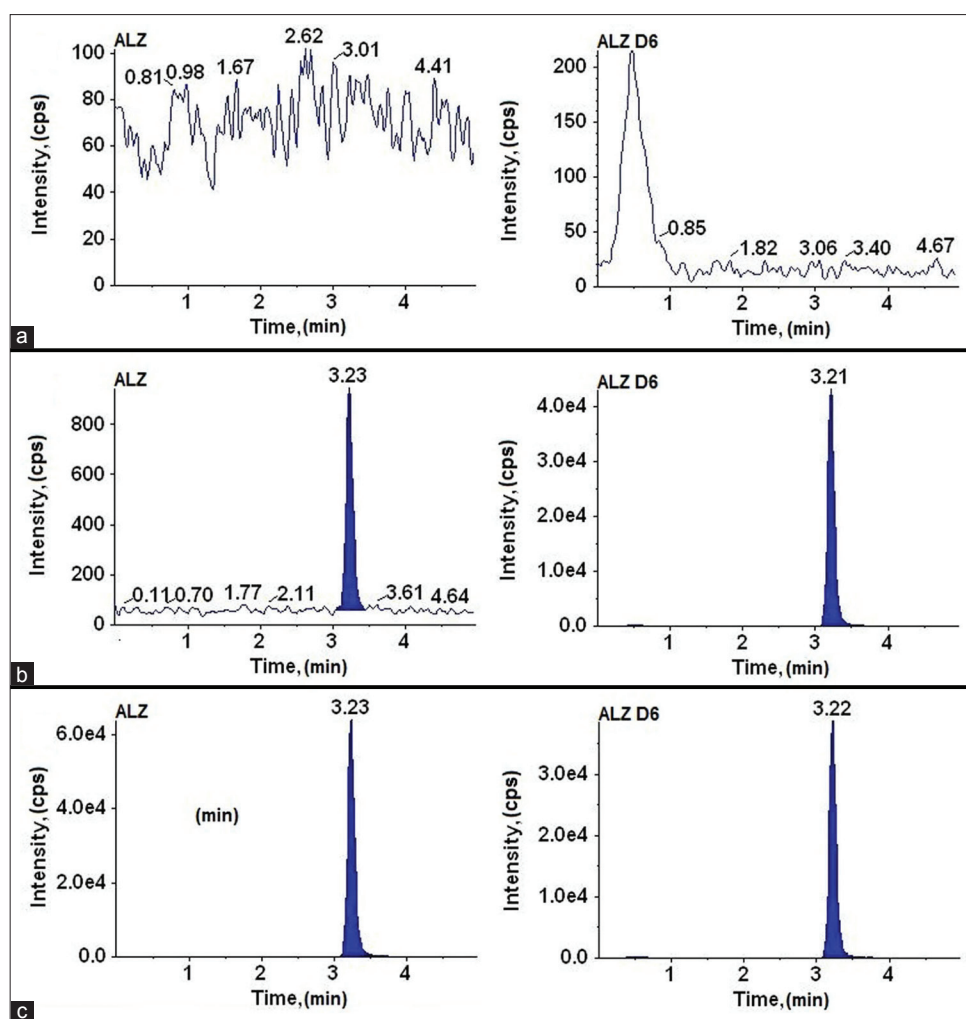 ALZ
Intensity, (cps)
100
80
60
40
20
0
0.81
0.98
1.67
2.62
3.01
4.41
1 2 3 4
Time, (min)
ALZ D6
Intensity, (cps)
200
150
100
50
0
0.85
1.82
3.06
3.40
4.67
1 2 3 4
Time, (min)
a
ALZ
Intensity, (cps)
800
600
400
200
0
3.23
0.11
0.70
1.77
2.11
3.61
4.64
1 2 3 4
Time, (min)
ALZ D6
Intensity, (cps)
4.0e4
3.0e4
2.0e4
1.0e4
0.0
3.21
1 2 3 4
Time, (min)
b
ALZ
Intensity, (cps)
6.0e4
4.0e4
2.0e4
0.0
3.23
(min)
1 2 3 4
Time, (min)
ALZ D6
Intensity, (cps)
3.0e4
2.0e4
1.0e4
0.0
3.22
1 2 3 4
Time, (min)
c